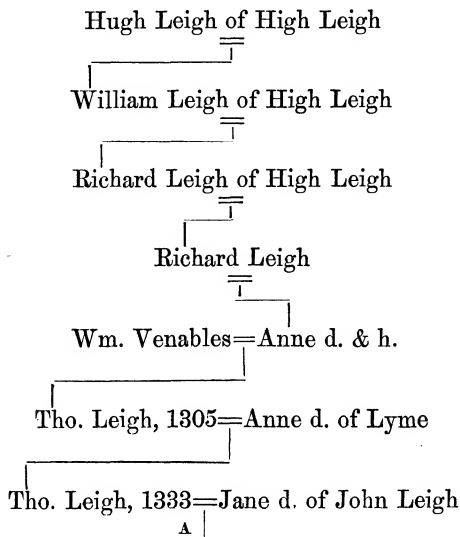 Hugh Leigh of High Leigh
William Leigh of High Leigh
Richard Leigh of High Leigh
Richard Leigh
Wm. Venables=Anne d. & h.
Tho. Leigh, 1305=Anne d. of Lyme
Tho. Leigh, 1333=Jane d. of John Leigh
A